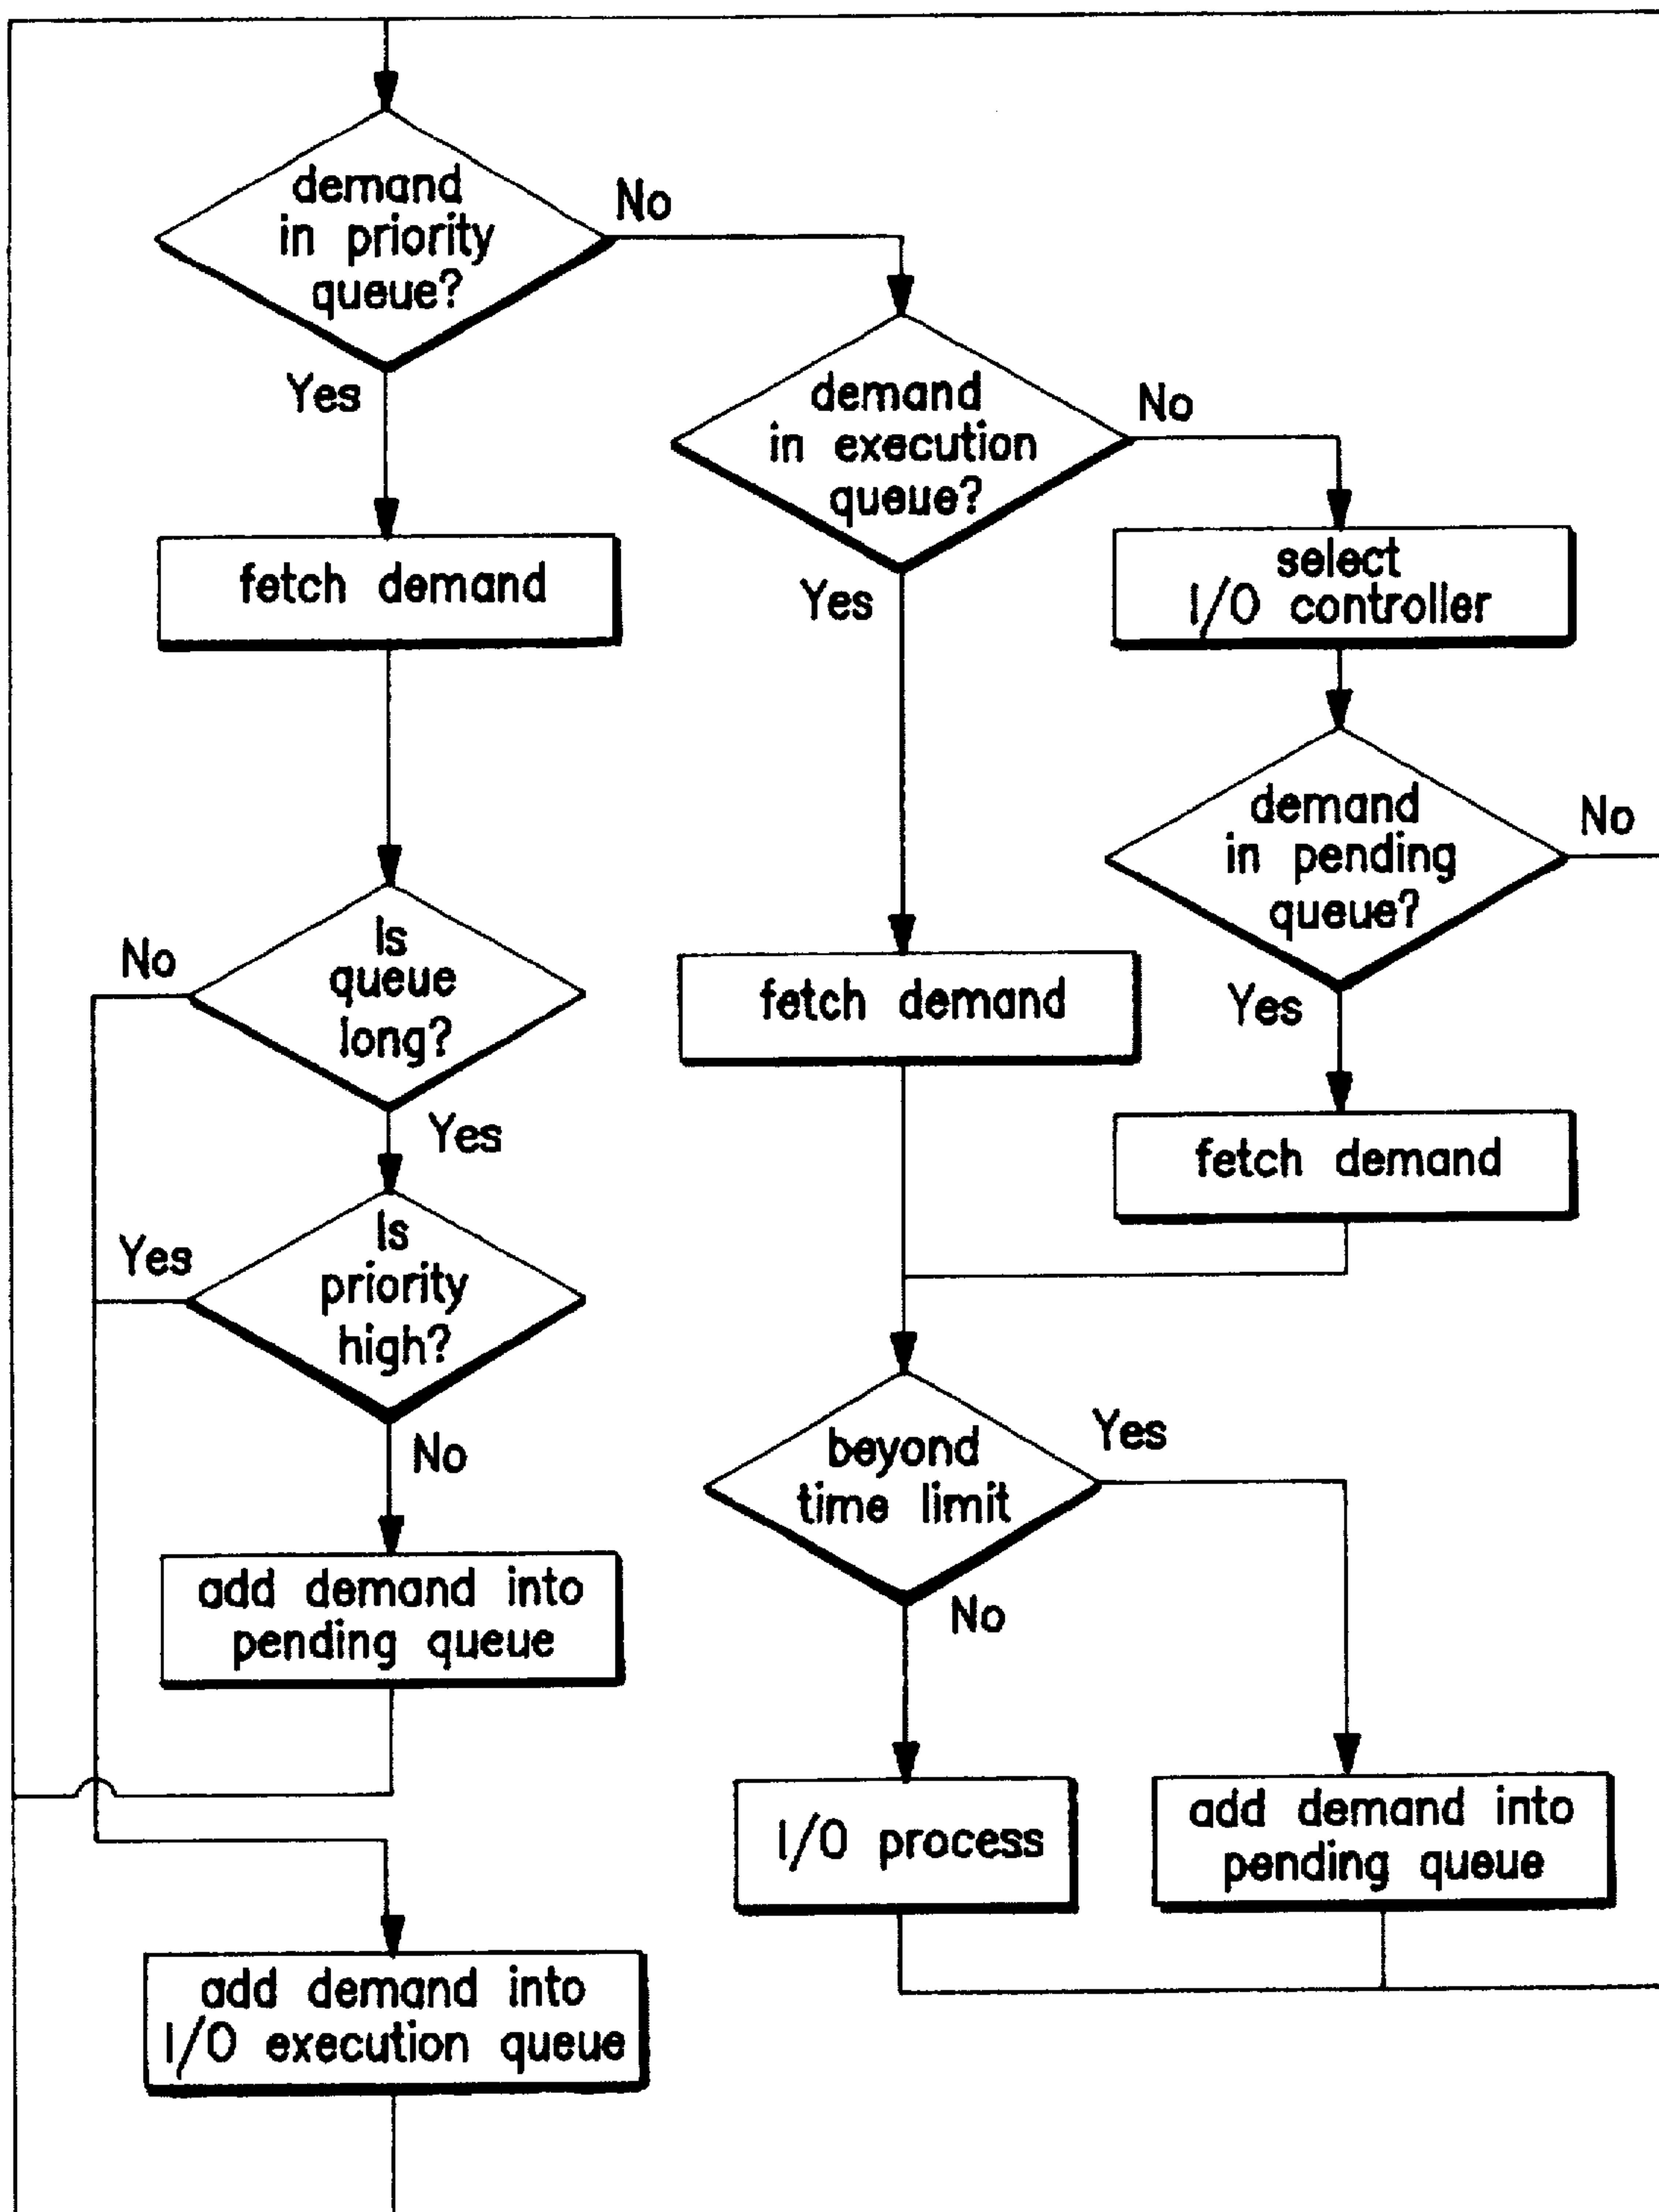 demand
in priority
queue?
No
Yes
demand
in execution
queue?
No
Yes
fetch demand
select
I/O controller
demand
in pending
queue?
No
Yes
Is
queue
long?
No
Yes
fetch demand
fetch demand
Is
priority
high?
Yes
No
beyond
time limit
Yes
No
add demand into
pending queue
I/O process
add demand into
pending queue
add demand into
I/O execution queue